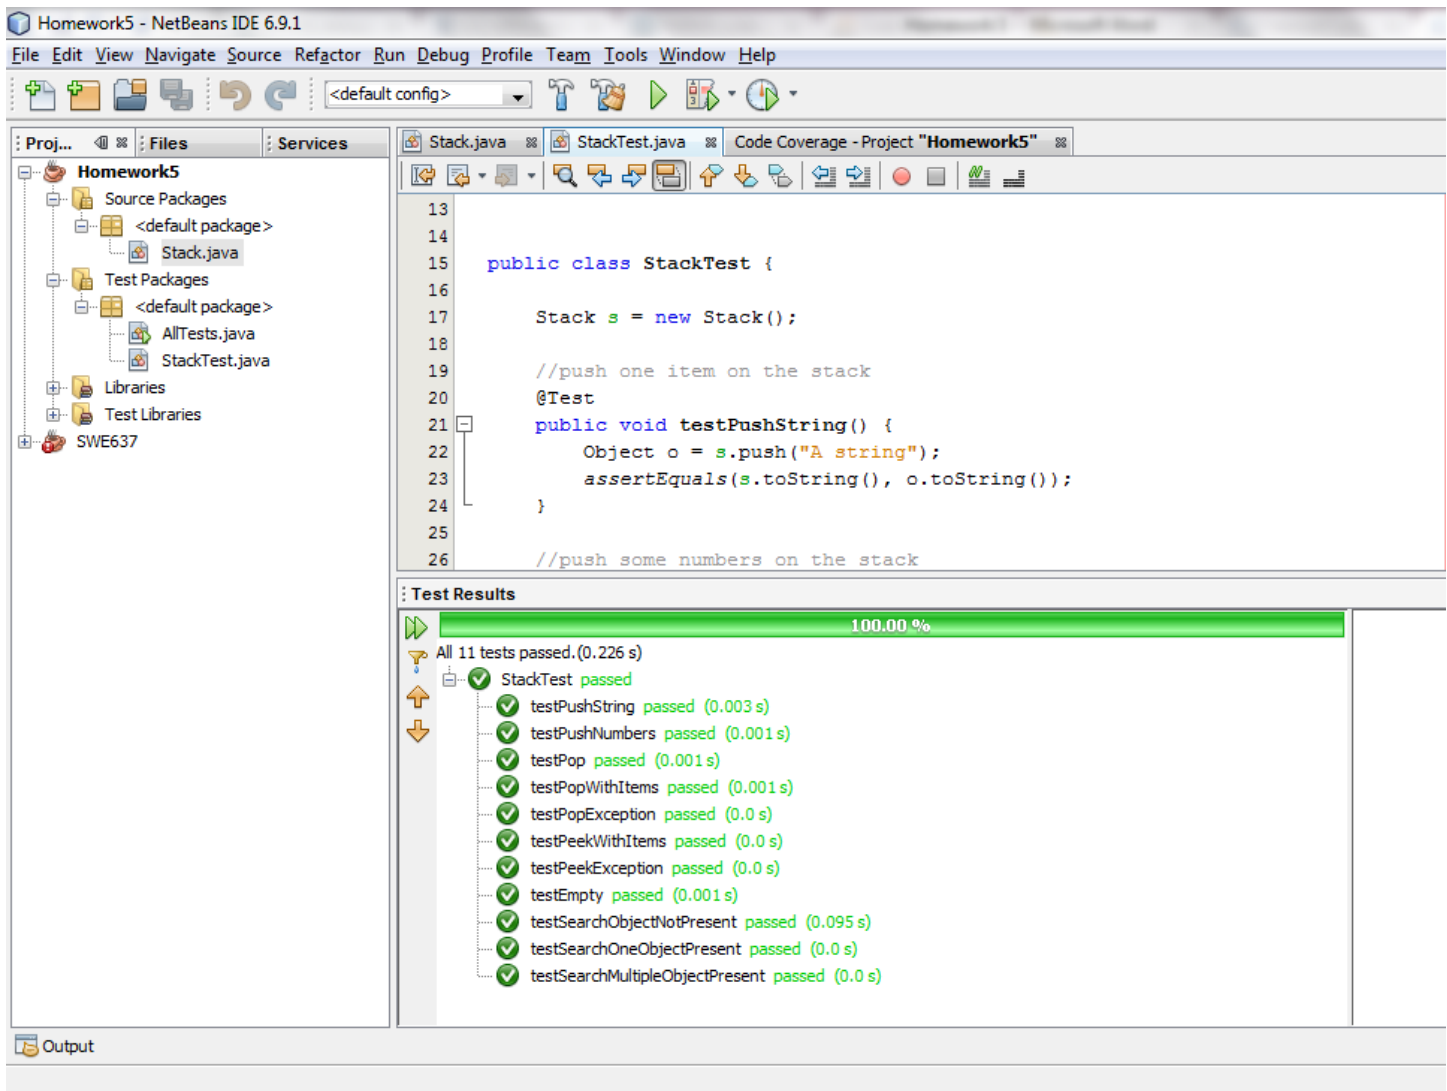 Homework5 - NetBeans IDE 6.9.1
File Edit View Navigate Source Refactor Run Debug Profile Team Tools Window Help
<default config>
Proj... Files Services
Stack.java StackTest.java Code Coverage - Project "Homework5"
Homework5
Source Packages
<default package>
Stack.java
Test Packages
<default package>
AllTests.java
StackTest.java
Libraries
Test Libraries
SWE637
13
14
15 public class StackTest {
16
17 Stack s = new Stack();
18
19 //push one item on the stack
20 @Test
21 public void testPushString() {
22 Object o = s.push("A string");
23 assertEquals(s.toString(), o.toString());
24 }
25
26 //push some numbers on the stack
Test Results
100.00 %
All 11 tests passed.(0.226 s)
StackTest passed
testPushString passed (0.003 s)
testPushNumbers passed (0.001 s)
testPop passed (0.001 s)
testPopWithItems passed (0.001 s)
testPopException passed (0.0 s)
testPeekWithItems passed (0.0 s)
testPeekException passed (0.0 s)
testEmpty passed (0.001 s)
testSearchObjectNotPresent passed (0.095 s)
testSearchOneObjectPresent passed (0.0 s)
testSearchMultipleObjectPresent passed (0.0 s)
Output